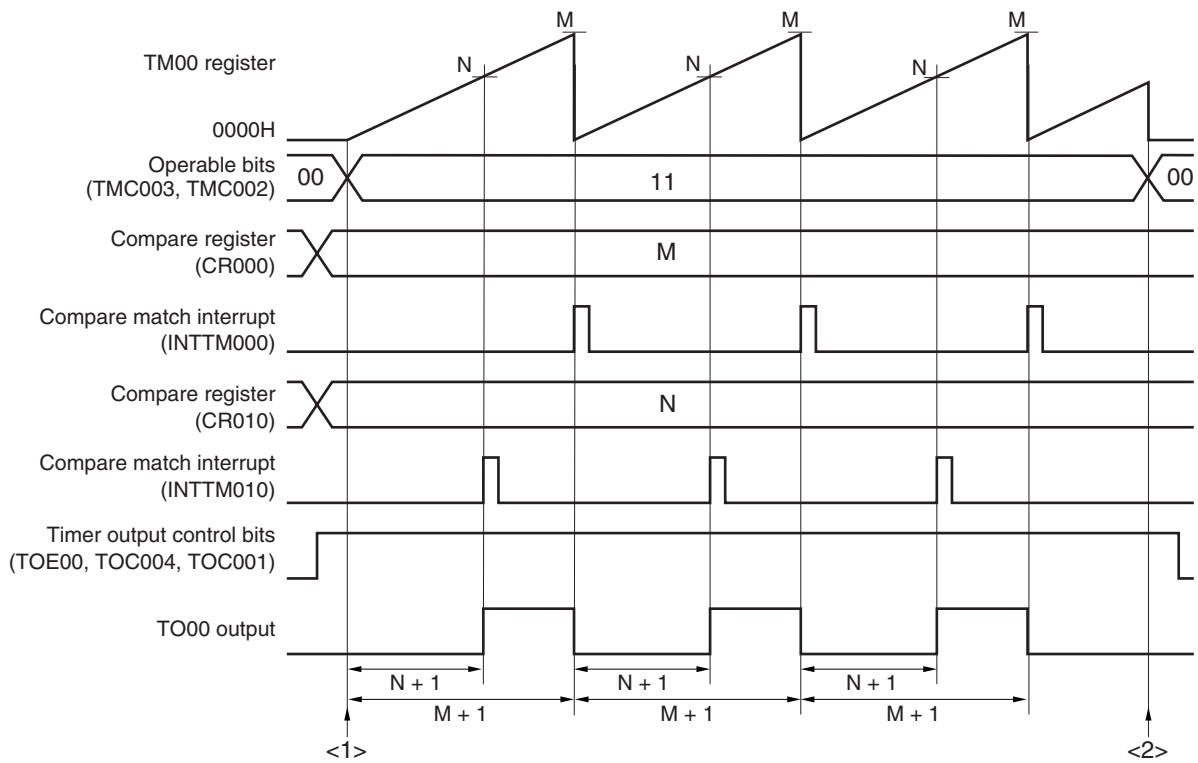 M M M
TM00 register
N N N
0000H
Operable bits
(TMC003, TMC002)
00 11 00
Compare register
(CR000)
M
Compare match interrupt
(INTTM000)
Compare register
(CR010)
N
Compare match interrupt
(INTTM010)
Timer output control bits
(TOE00, TOC004, TOC001)
TO00 output
N + 1 N + 1 N + 1
M + 1 M + 1 M + 1
<1> <2>